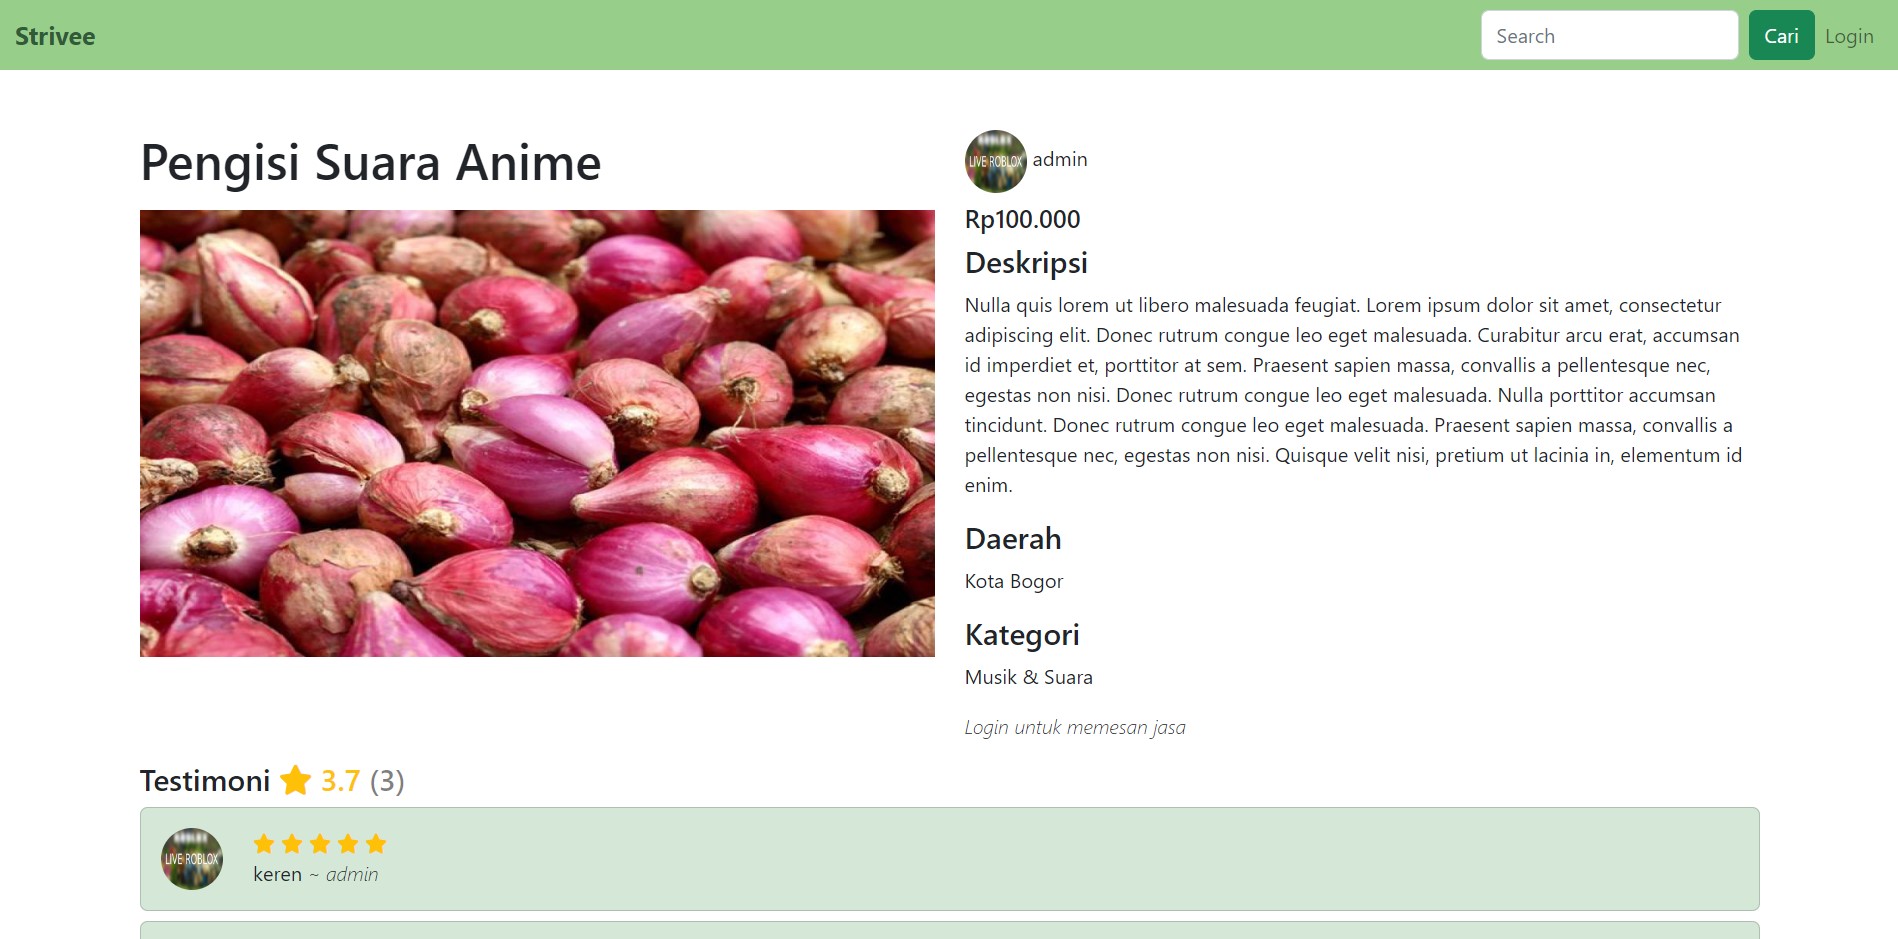 Strivee
Search
Cari
Login
Pengisi Suara Anime
LIVE ROBLOX
admin
Rp100.000
Deskripsi
Nulla quis lorem ut libero malesuada feugiat. Lorem ipsum dolor sit amet, consectetur
adipiscing elit. Donec rutrum congue leo eget malesuada. Curabitur arcu erat, accumsan
id imperdiet et, porttitor at sem. Praesent sapien massa, convallis a pellentesque nec,
egestas non nisi. Donec rutrum congue leo eget malesuada. Nulla porttitor accumsan
tincidunt. Donec rutrum congue leo eget malesuada. Praesent sapien massa, convallis a
pellentesque nec, egestas non nisi. Quisque velit nisi, pretium ut lacinia in, elementum id
enim.
Daerah
Kota Bogor
Kategori
Musik & Suara
Login untuk memesan jasa
Testimoni 3.7 (3)
LIVE ROBLOX
keren ~ admin